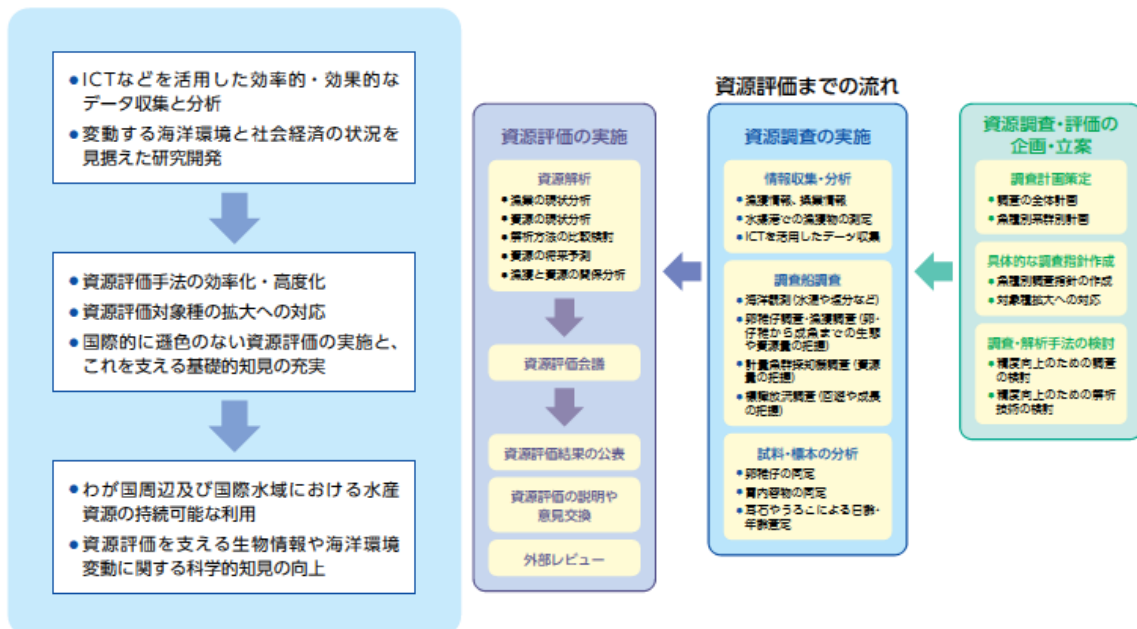 ● ICTなどを活用した効率的・効果的な
データ収集と分析
● 変動する海洋環境と社会経済の状況を
見据えた研究開発
● 資源評価手法の効率化・高度化
● 資源評価対象種の拡大への対応
● 国際的に遜色のない資源評価の実施と、
これを支える基礎的知見の充実
● わが国周辺及び国際水域における水産
資源の持続可能な利用
● 資源評価を支える生物情報や海洋環境
変動に関する科学的知見の向上
資源評価までの流れ
資源評価の実施
資源解析
● 漁業の現状分析
● 資源の現状分析
● 解析方法の比較検討
● 資源の将来予測
● 漁獲と資源の関係分析
資源評価会議
資源評価結果の公表
資源評価の説明や
意見交換
外部レビュー
資源調査の実施
情報収集・分析
● 漁獲情報、操業情報
● 水揚港での漁獲物の測定
● ICTを活用したデータ収集
調査船調査
● 海洋観測（水温や塩分など）
● 卵稚仔調査・漁獲調査（卵・
仔稚から成魚までの生態
や資源量の把握）
● 計量魚群探知機調査（資源
量の把握）
● 標識放流調査（回遊や成長
の把握）
試料・標本の分析
● 卵稚仔の同定
● 胃内容物の同定
● 耳石やうろこによる日齢・
年齢査定
資源調査・評価の
企画・立案
調査計画策定
● 調査の全体計画
● 魚種別系群別計画
具体的な調査指針作成
● 魚種別調査指針の作成
● 対象種拡大への対応
調査・解析手法の検討
● 精度向上のための調査
の検討
● 精度向上のための解析
技術の検討